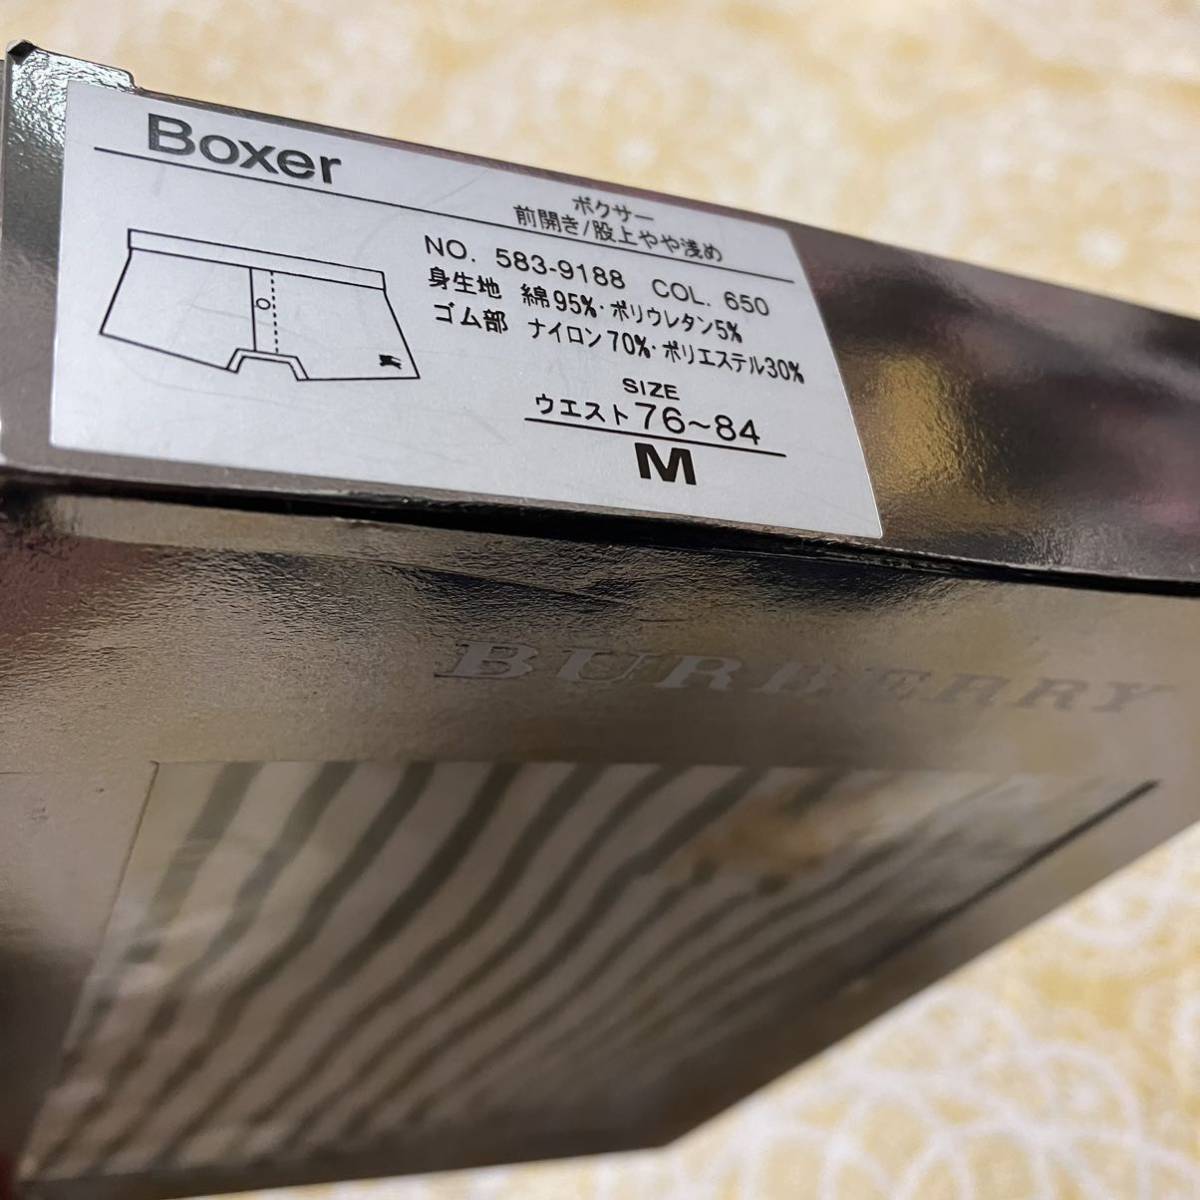 Boxer
ボクサー
前開き/股上やや浅め
NO. 583-9188 COL. 650
身生地 綿95%・ポリウレタン5%
ゴム部 ナイロン70%・ポリエステル30%
SIZE
ウエスト 76~84
M
BURBERRY